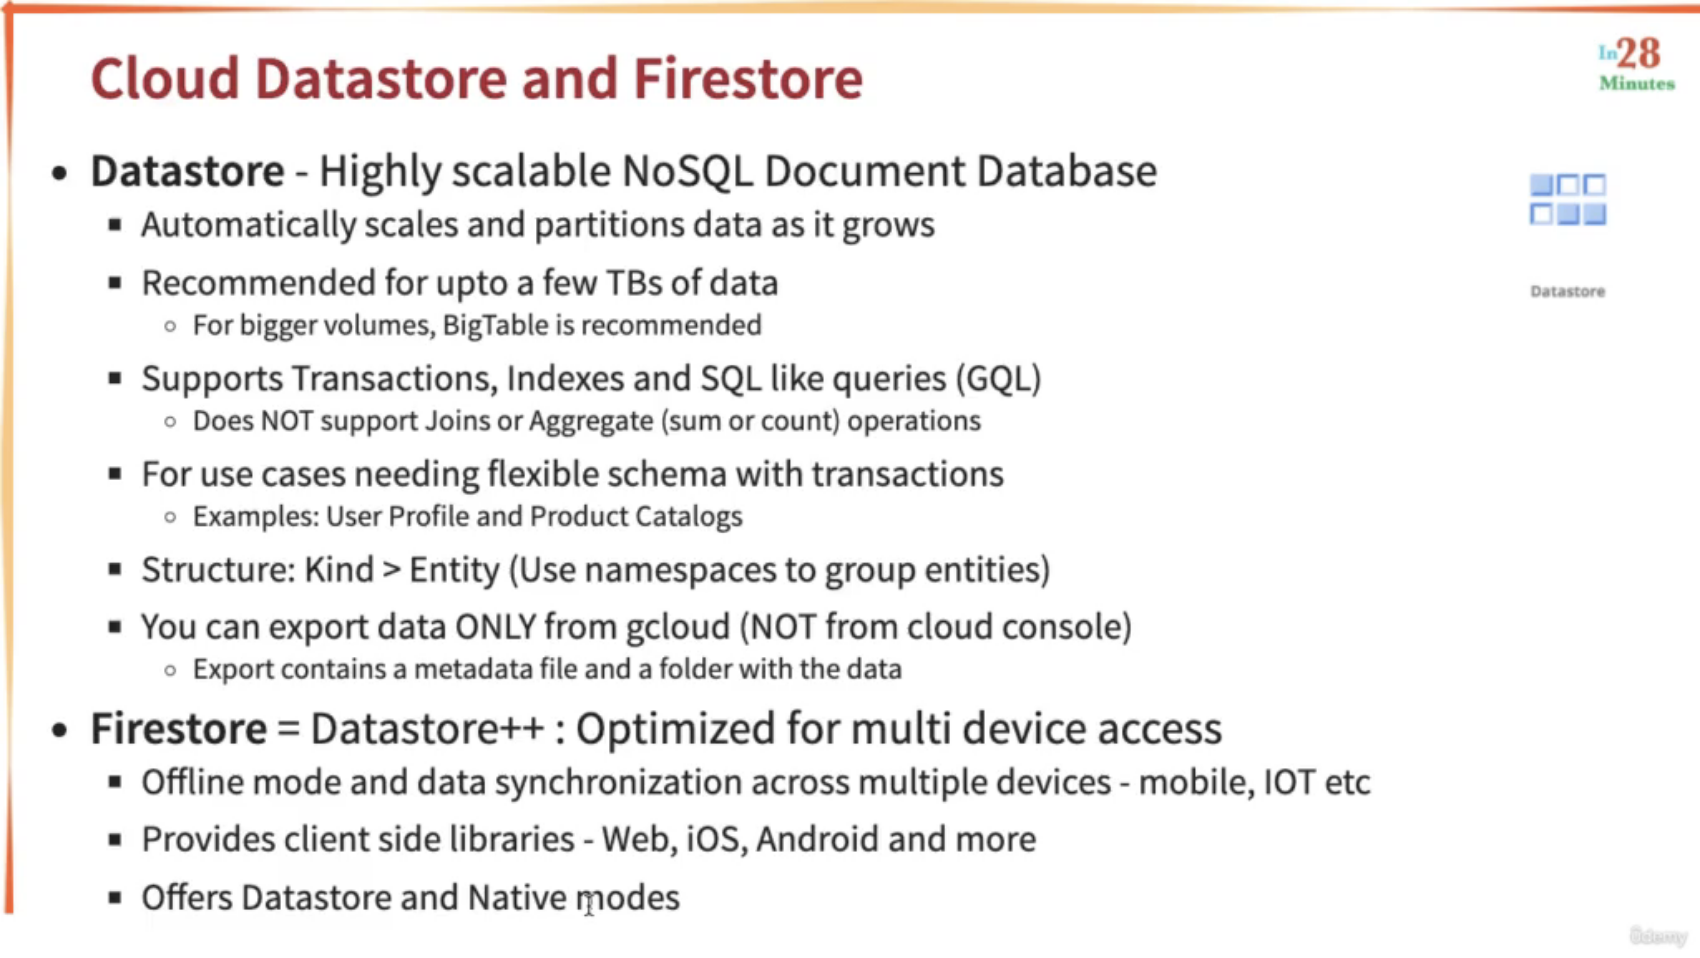 Cloud Datastore and Firestore
In28
Minutes
• Datastore - Highly scalable NoSQL Document Database
▪ Automatically scales and partitions data as it grows
▪ Recommended for upto a few TBs of data
○ For bigger volumes, BigTable is recommended
▪ Supports Transactions, Indexes and SQL like queries (GQL)
○ Does NOT support Joins or Aggregate (sum or count) operations
▪ For use cases needing flexible schema with transactions
○ Examples: User Profile and Product Catalogs
▪ Structure: Kind > Entity (Use namespaces to group entities)
▪ You can export data ONLY from gcloud (NOT from cloud console)
○ Export contains a metadata file and a folder with the data
• Firestore = Datastore++ : Optimized for multi device access
▪ Offline mode and data synchronization across multiple devices - mobile, IOT etc
▪ Provides client side libraries - Web, iOS, Android and more
▪ Offers Datastore and Native modes
Datastore
ûdemy